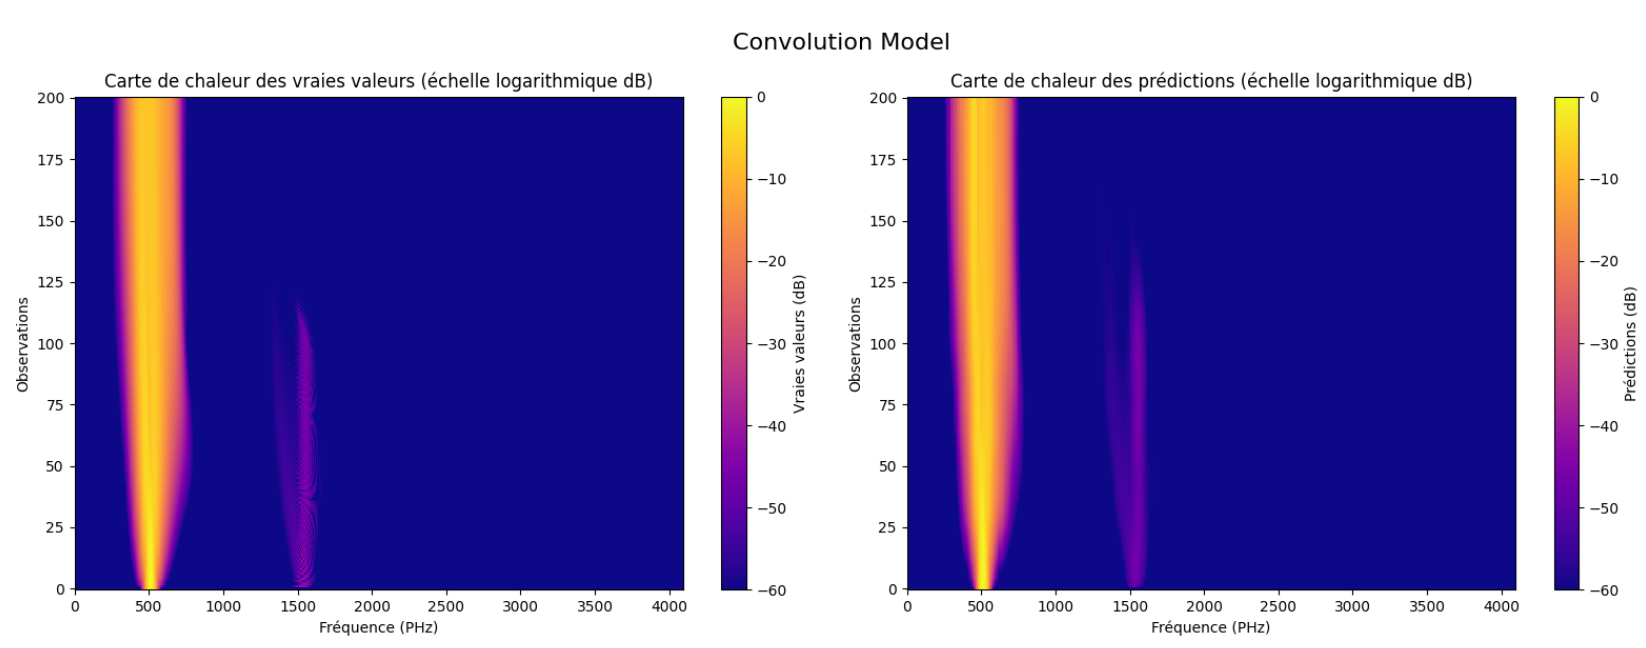 Convolution Model
Carte de chaleur des vraies valeurs (échelle logarithmique dB)
200
175
150
125
100
75
50
25
0
Observations
0 500 1000 1500 2000 2500 3000 3500 4000
Fréquence (PHz)
0
−10
−20
−30
−40
−50
−60
Vraies valeurs (dB)
Carte de chaleur des prédictions (échelle logarithmique dB)
200
175
150
125
100
75
50
25
0
Observations
0 500 1000 1500 2000 2500 3000 3500 4000
Fréquence (PHz)
0
−10
−20
−30
−40
−50
−60
Prédictions (dB)